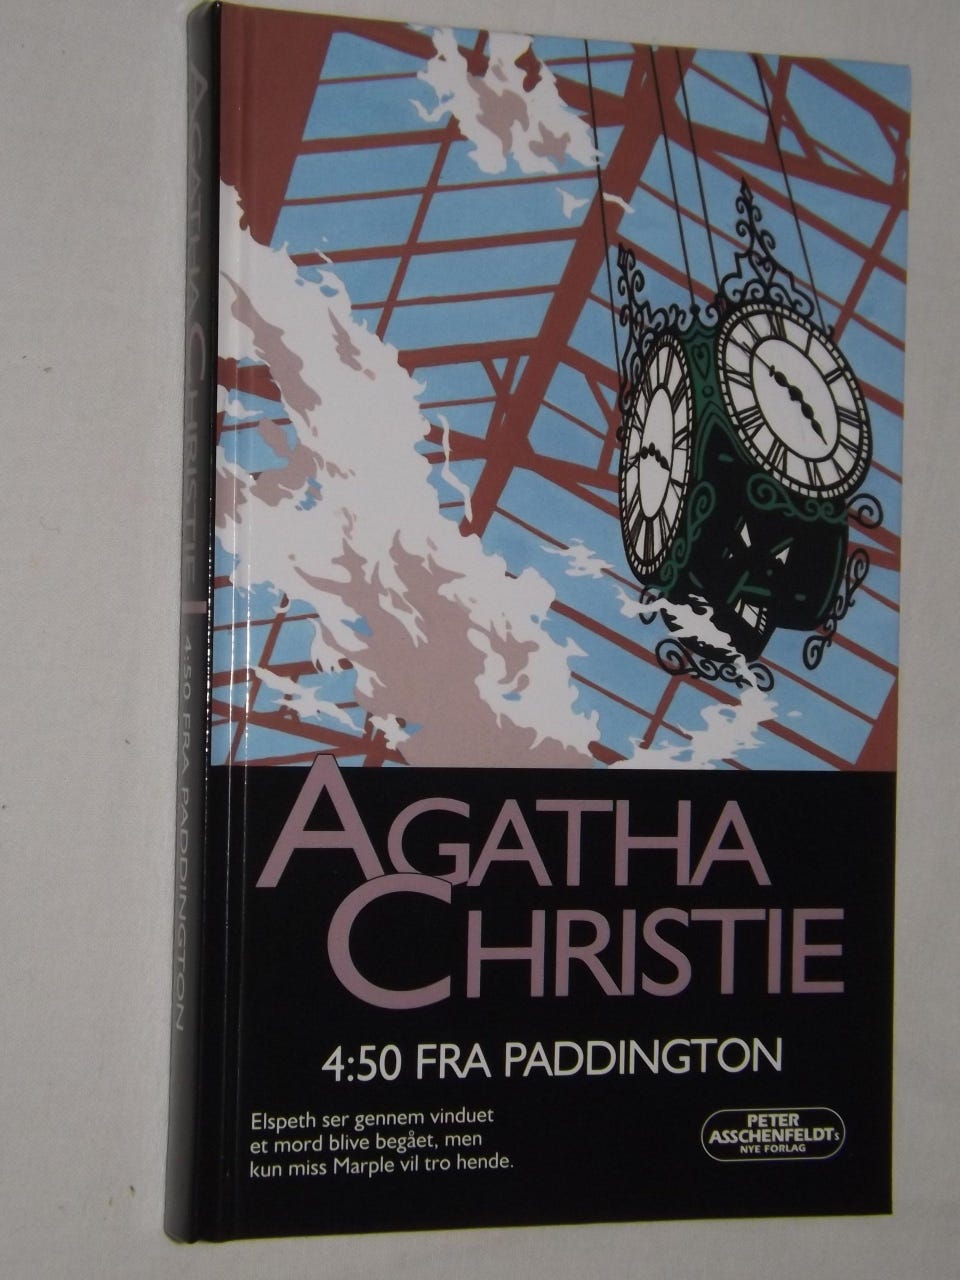 AGATHA CHRISTIE 4:50 FRA PADDINGTON
AGATHA
CHRISTIE
4:50 FRA PADDINGTON
Elspeth ser gennem vinduet
et mord blive begået, men
kun miss Marple vil tro hende.
PETER
ASSCHENFELDTs
NYE FORLAG